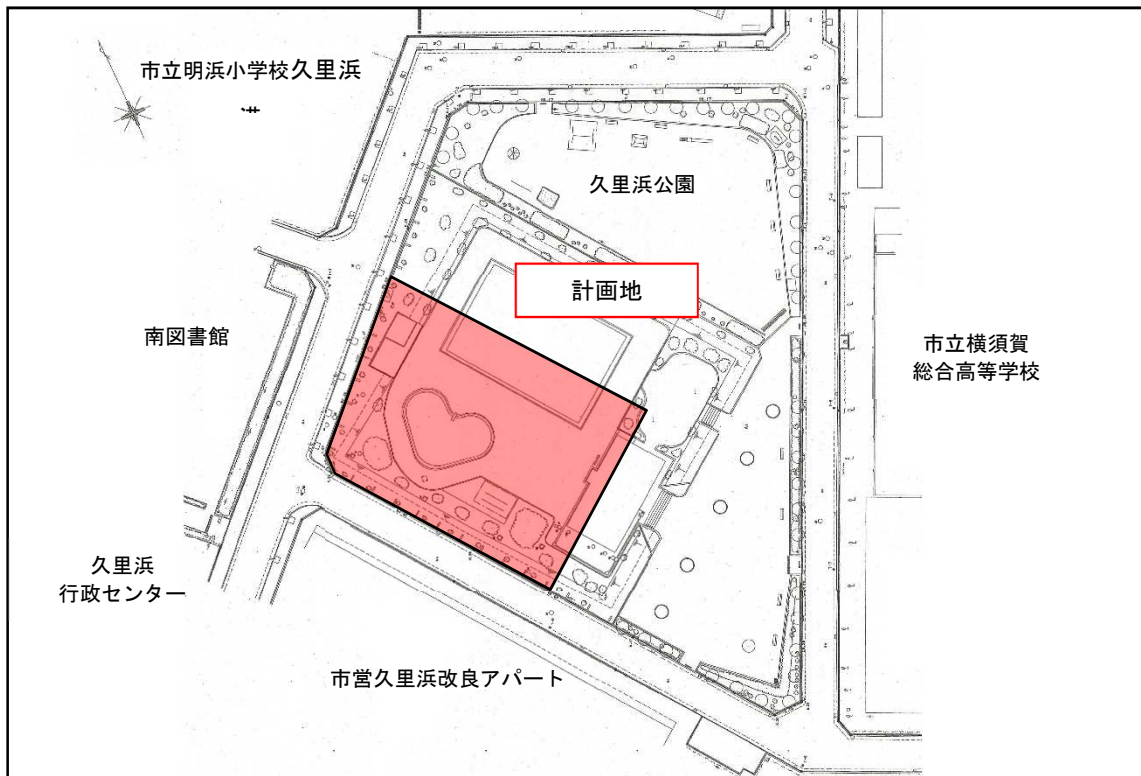 市立明浜小学校久里浜
久里浜公園
計画地
南図書館
市立横須賀
総合高等学校
久里浜
行政センター
市営久里浜改良アパート